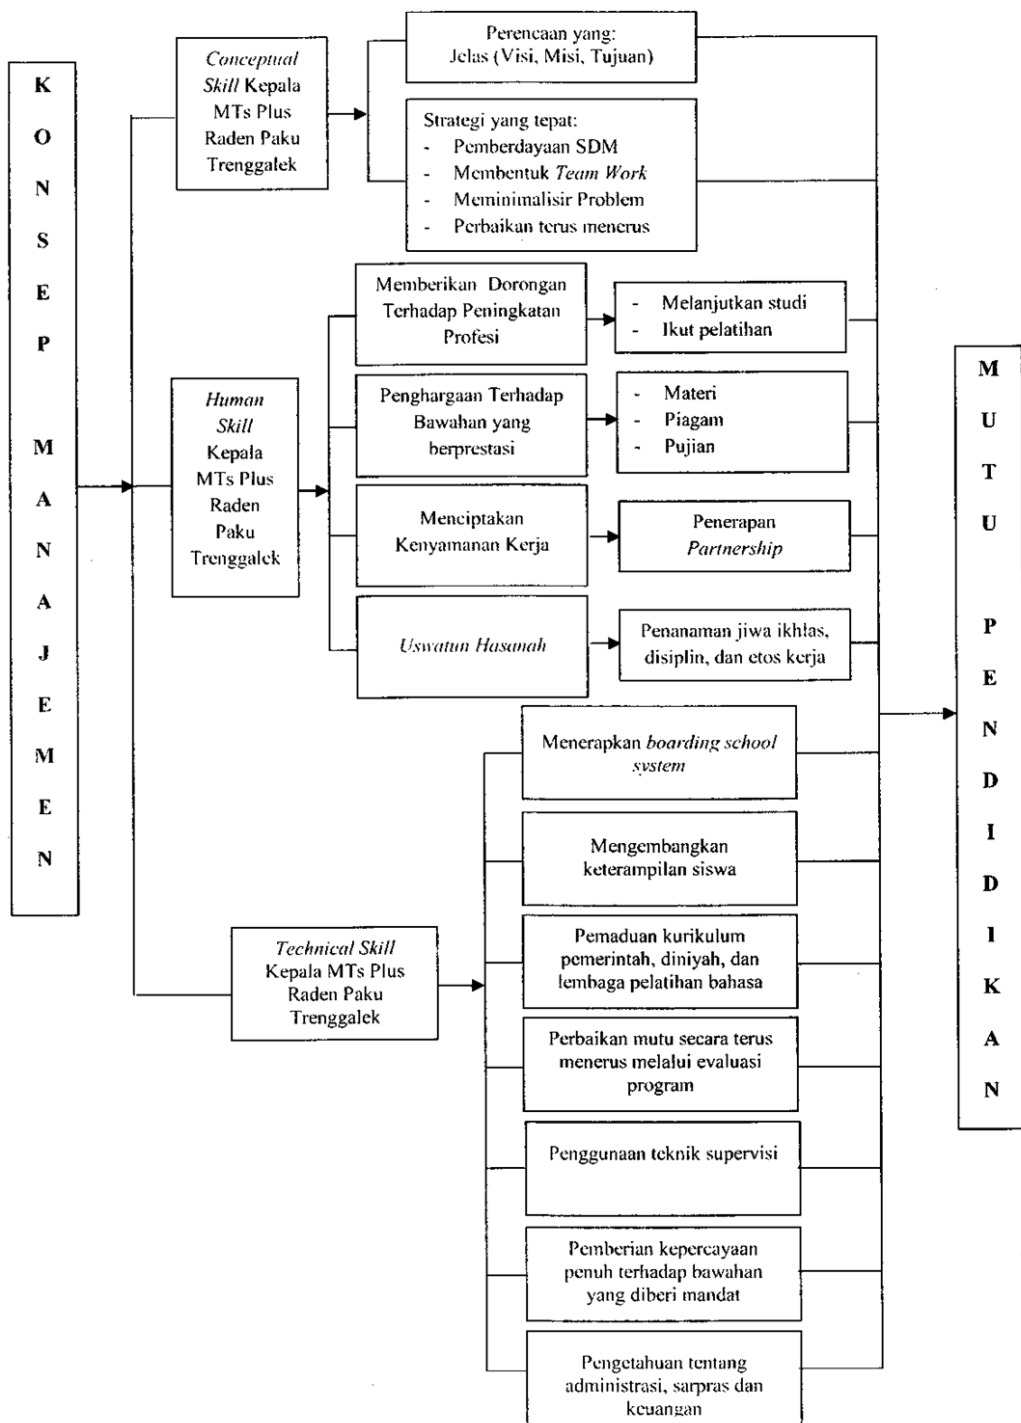 KONSEP MANAJEMEN
Conceptual
Skill Kepala
MTs Plus
Raden Paku
Trenggalek
Perencaan yang:
Jelas (Visi, Misi, Tujuan)
Strategi yang tepat:
- Pemberdayaan SDM
- Membentuk Team Work
- Meminimalisir Problem
- Perbaikan terus menerus
Human
Skill
Kepala
MTs Plus
Raden
Paku
Trenggalek
Memberikan Dorongan
Terhadap Peningkatan
Profesi
- Melanjutkan studi
- Ikut pelatihan
Penghargaan Terhadap
Bawahan yang
berprestasi
- Materi
- Piagam
- Pujian
Menciptakan
Kenyamanan Kerja
Penerapan
Partnership
Uswatun Hasanah
Penanaman jiwa ikhlas,
disiplin, dan etos kerja
Technical Skill
Kepala MTs Plus
Raden Paku
Trenggalek
Menerapkan boarding school
system
Mengembangkan
keterampilan siswa
Pemaduan kurikulum
pemerintah, diniyah, dan
lembaga pelatihan bahasa
Perbaikan mutu secara terus
menerus melalui evaluasi
program
Penggunaan teknik supervisi
Pemberian kepercayaan
penuh terhadap bawahan
yang diberi mandat
Pengetahuan tentang
administrasi, sarpras dan
keuangan
MUTU PENDIDIKAN